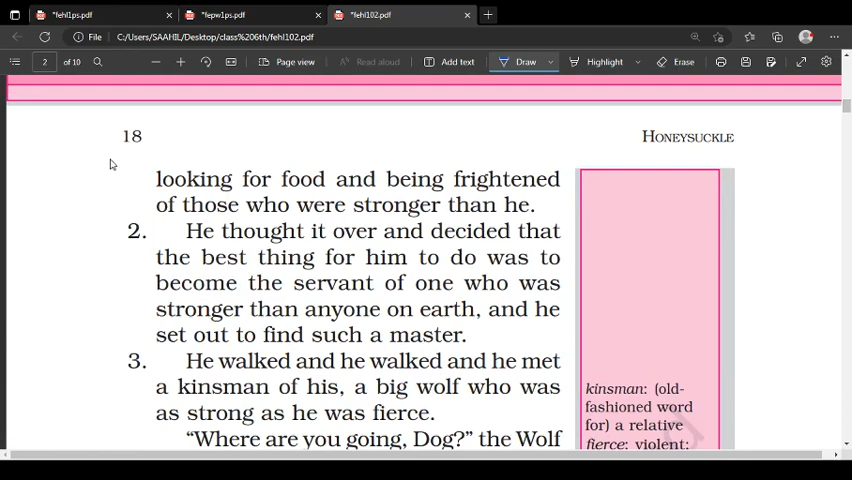 *fehl1ps.pdf
*fepw1ps.pdf
*fehl102.pdf
File
C:/Users/SAAHIL/Desktop/class%206th/fehl102.pdf
2 of 10
Page view
Read aloud
Add text
Draw
Highlight
Erase
18
HONEYSUCKLE
looking for food and being frightened
of those who were stronger than he.
2. He thought it over and decided that
the best thing for him to do was to
become the servant of one who was
stronger than anyone on earth, and he
set out to find such a master.
3. He walked and he walked and he met
a kinsman of his, a big wolf who was
as strong as he was fierce.
"Where are you going, Dog?" the Wolf
kinsman: (old-
fashioned word
for) a relative
fierce: violent;